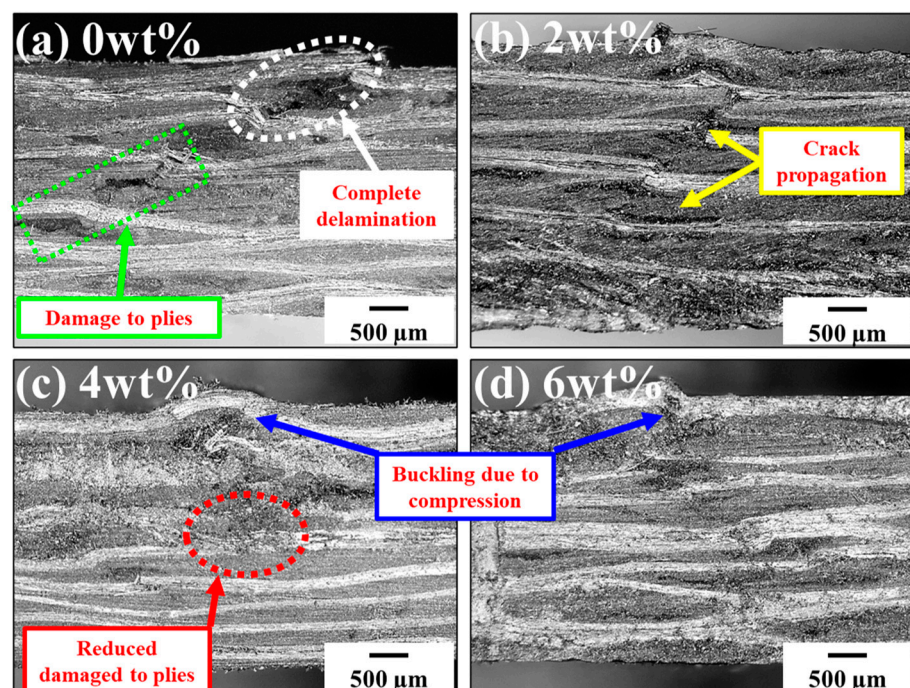 (a) 0wt%
Complete
delamination
Damage to plies
500 µm
(b) 2wt%
Crack
propagation
500 µm
(c) 4wt%
Buckling due to
compression
Reduced
damaged to plies
500 µm
(d) 6wt%
500 µm